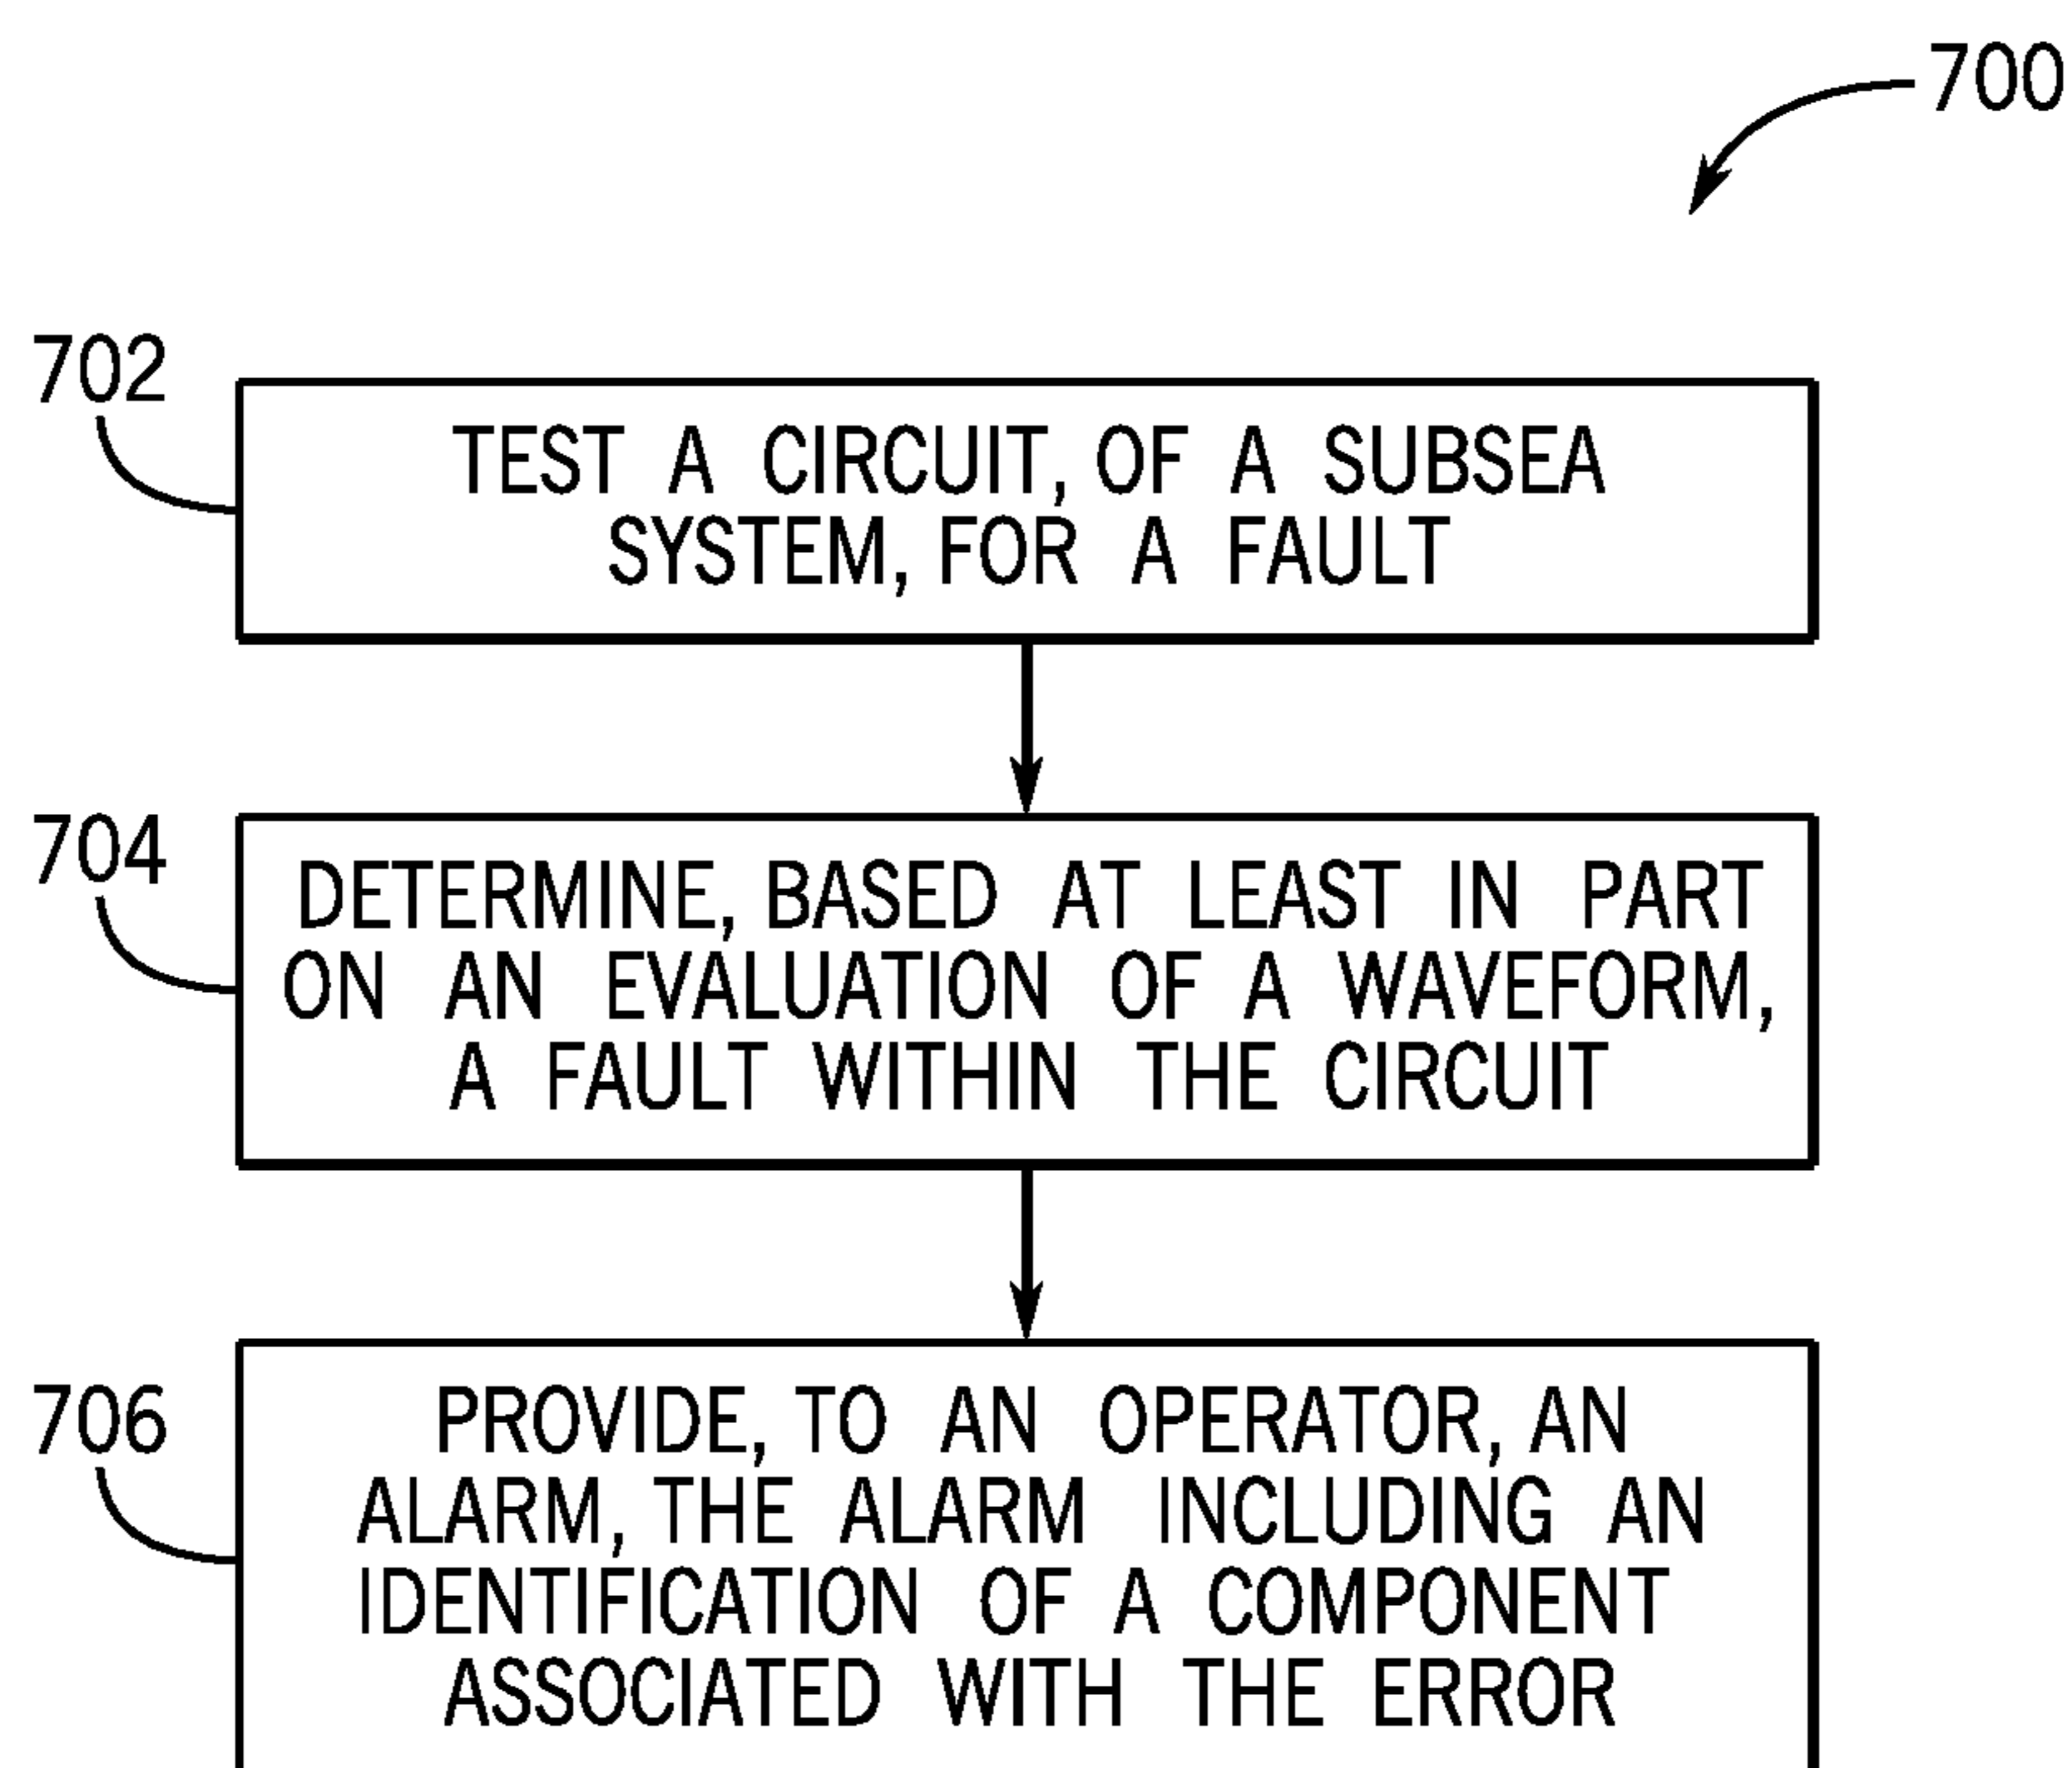 700
702
TEST A CIRCUIT, OF A SUBSEA
SYSTEM, FOR A FAULT
704
DETERMINE, BASED AT LEAST IN PART
ON AN EVALUATION OF A WAVEFORM,
A FAULT WITHIN THE CIRCUIT
706
PROVIDE, TO AN OPERATOR, AN
ALARM, THE ALARM INCLUDING AN
IDENTIFICATION OF A COMPONENT
ASSOCIATED WITH THE ERROR